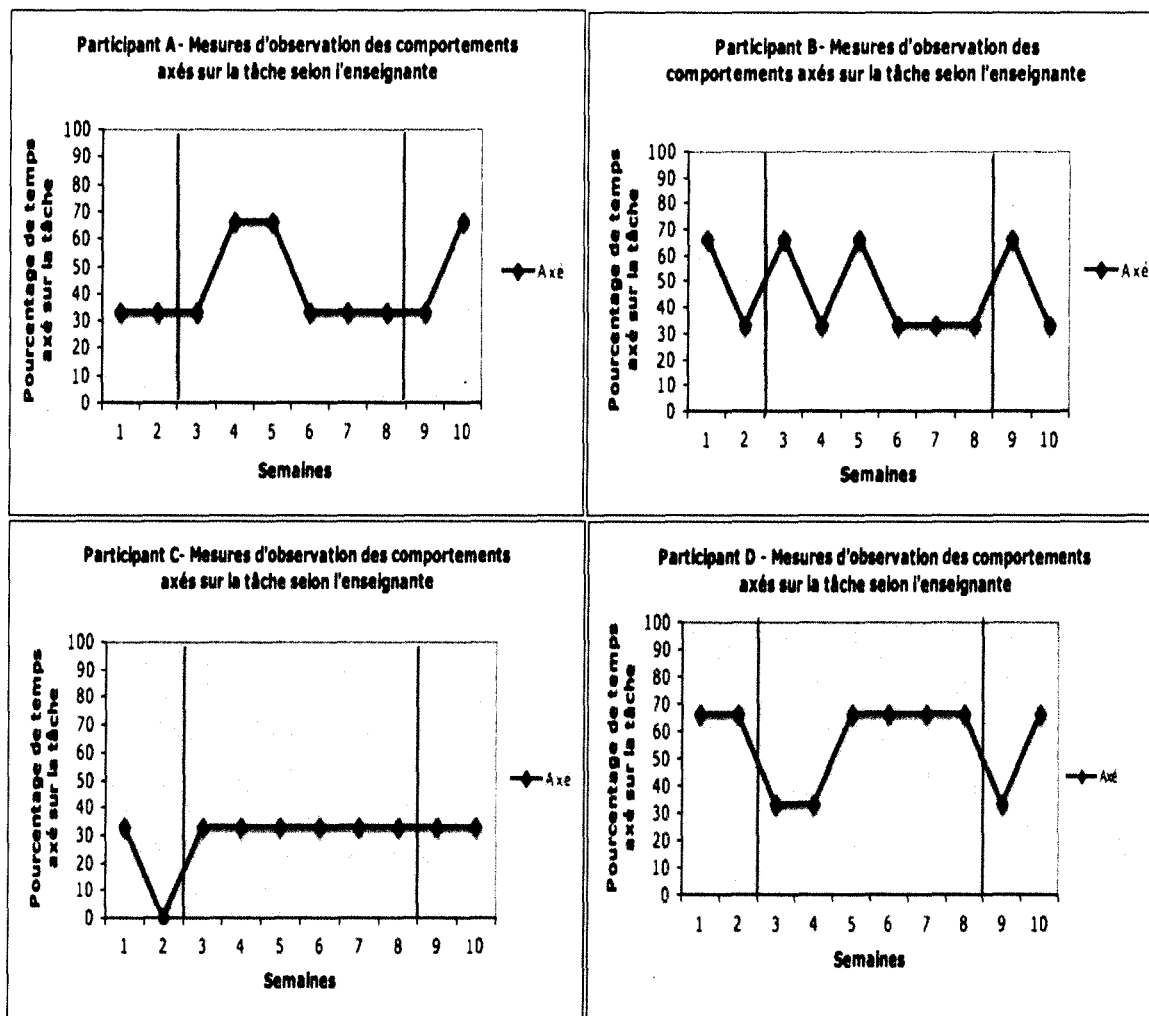 Participant A- Mesures d'observation des comportements
axés sur la tâche selon l'enseignante
Pourcentage de temps
axé sur la tâche
100
90
80
70
60
50
40
30
20
10
0
1 2 3 4 5 6 7 8 9 10
Semaines
Axé
Participant B- Mesures d'observation des
comportements axés sur la tâche selon l'enseignante
Pourcentage de temps
axé sur la tâche
100
90
80
70
60
50
40
30
20
10
0
1 2 3 4 5 6 7 8 9 10
Semaines
Axé
Participant C- Mesures d'observation des comportements
axés sur la tâche selon l'enseignante
Pourcentage de temps
axé sur la tâche
100
90
80
70
60
50
40
30
20
10
0
1 2 3 4 5 6 7 8 9 10
Semaines
Axé
Participant D - Mesures d'observation des comportements
axés sur la tâche selon l'enseignante
Pourcentage de temps
axé sur la tâche
100
90
80
70
60
50
40
30
20
10
0
1 2 3 4 5 6 7 8 9 10
Semaines
Axé